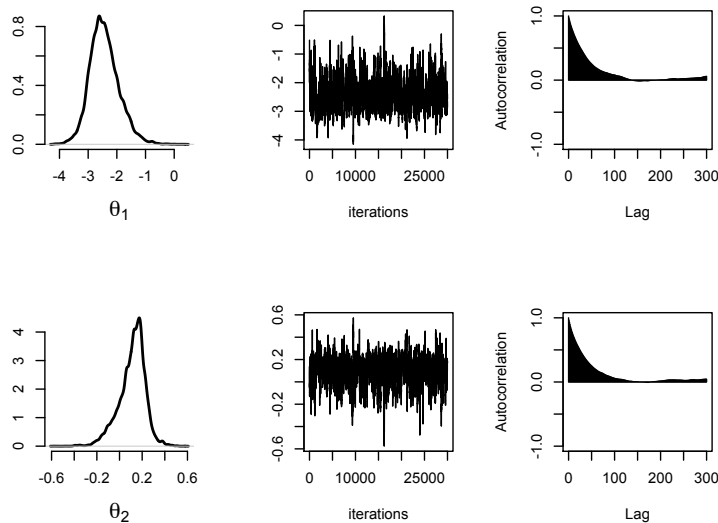 0.0 0.4 0.8
-4 -3 -2 -1 0
θ1
-4 -3 -2 -1 0
0 10000 25000
iterations
Autocorrelation
-1.0 0.0 1.0
0 100 200 300
Lag
0 1 2 3 4
-0.6 -0.2 0.2 0.6
θ2
-0.6 -0.2 0.2 0.6
0 10000 25000
iterations
Autocorrelation
-1.0 0.0 1.0
0 100 200 300
Lag